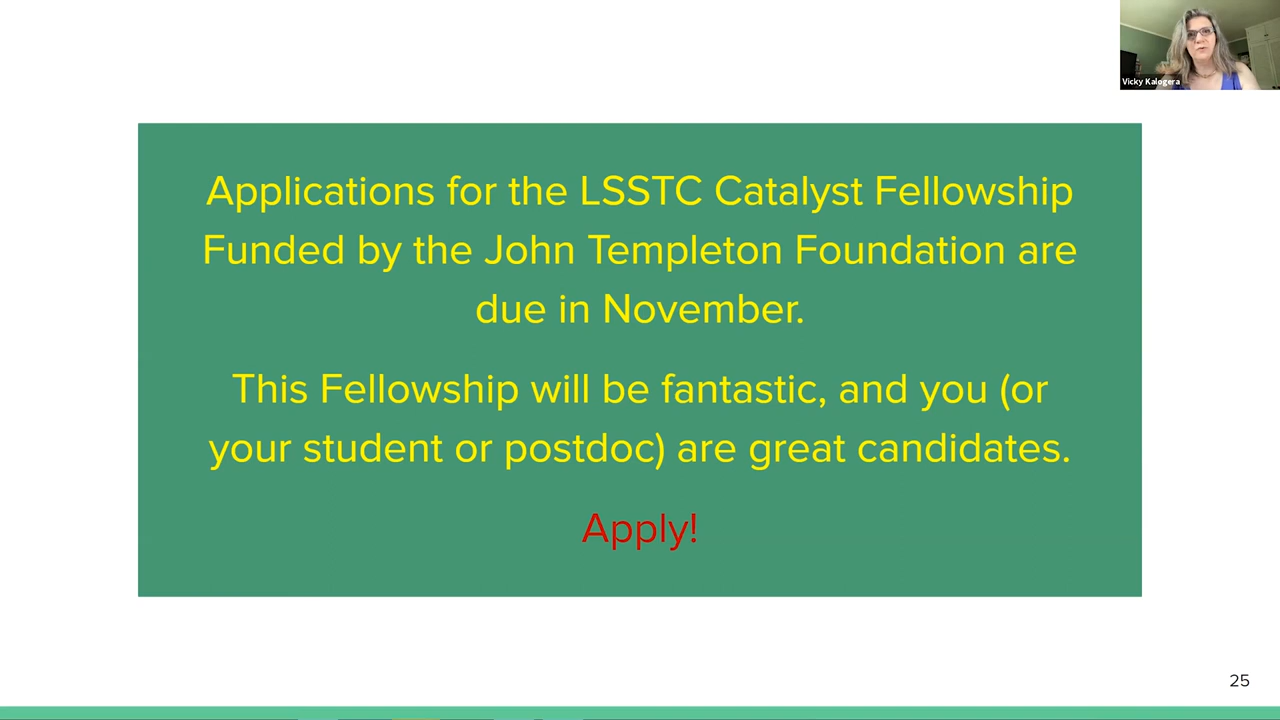 Vicky Kalogera
Applications for the LSSTC Catalyst Fellowship
Funded by the John Templeton Foundation are
due in November.
This Fellowship will be fantastic, and you (or
your student or postdoc) are great candidates.
Apply!
25